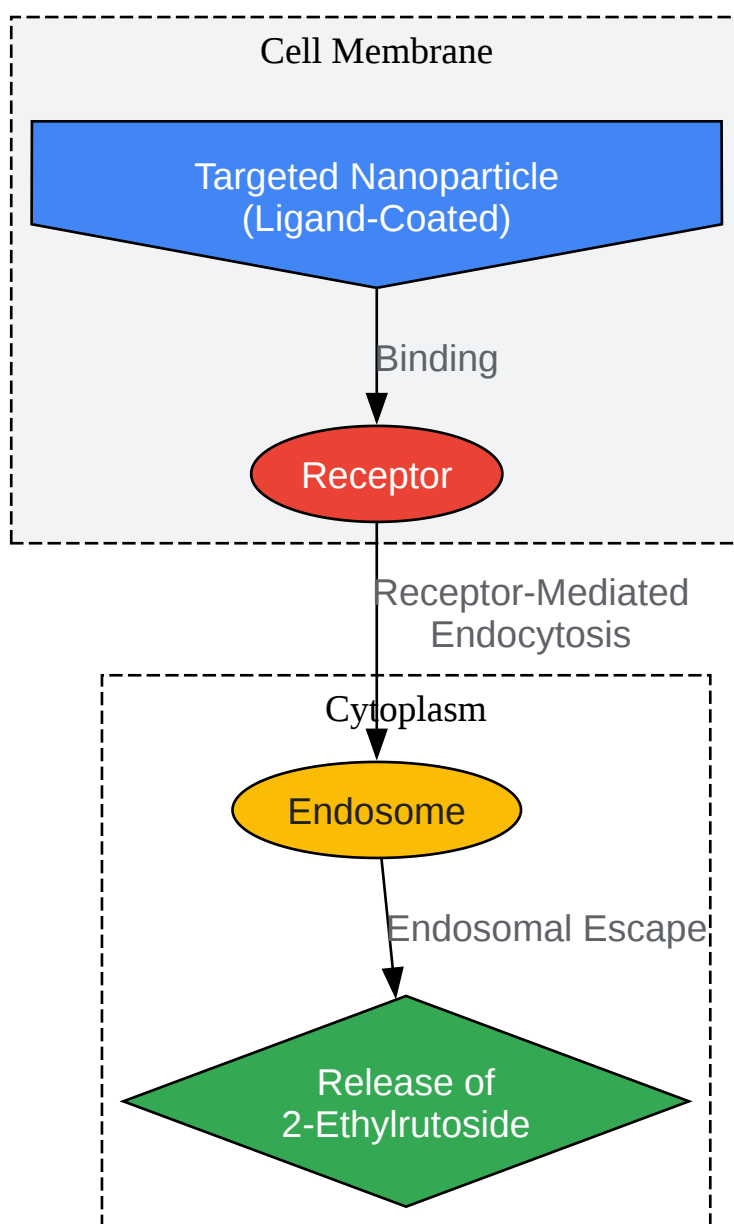 Cell Membrane
Targeted Nanoparticle
(Ligand-Coated)
Binding
Receptor
Receptor-Mediated
Endocytosis
Cytoplasm
Endosome
Endosomal Escape
Release of
2-Ethylrutoside